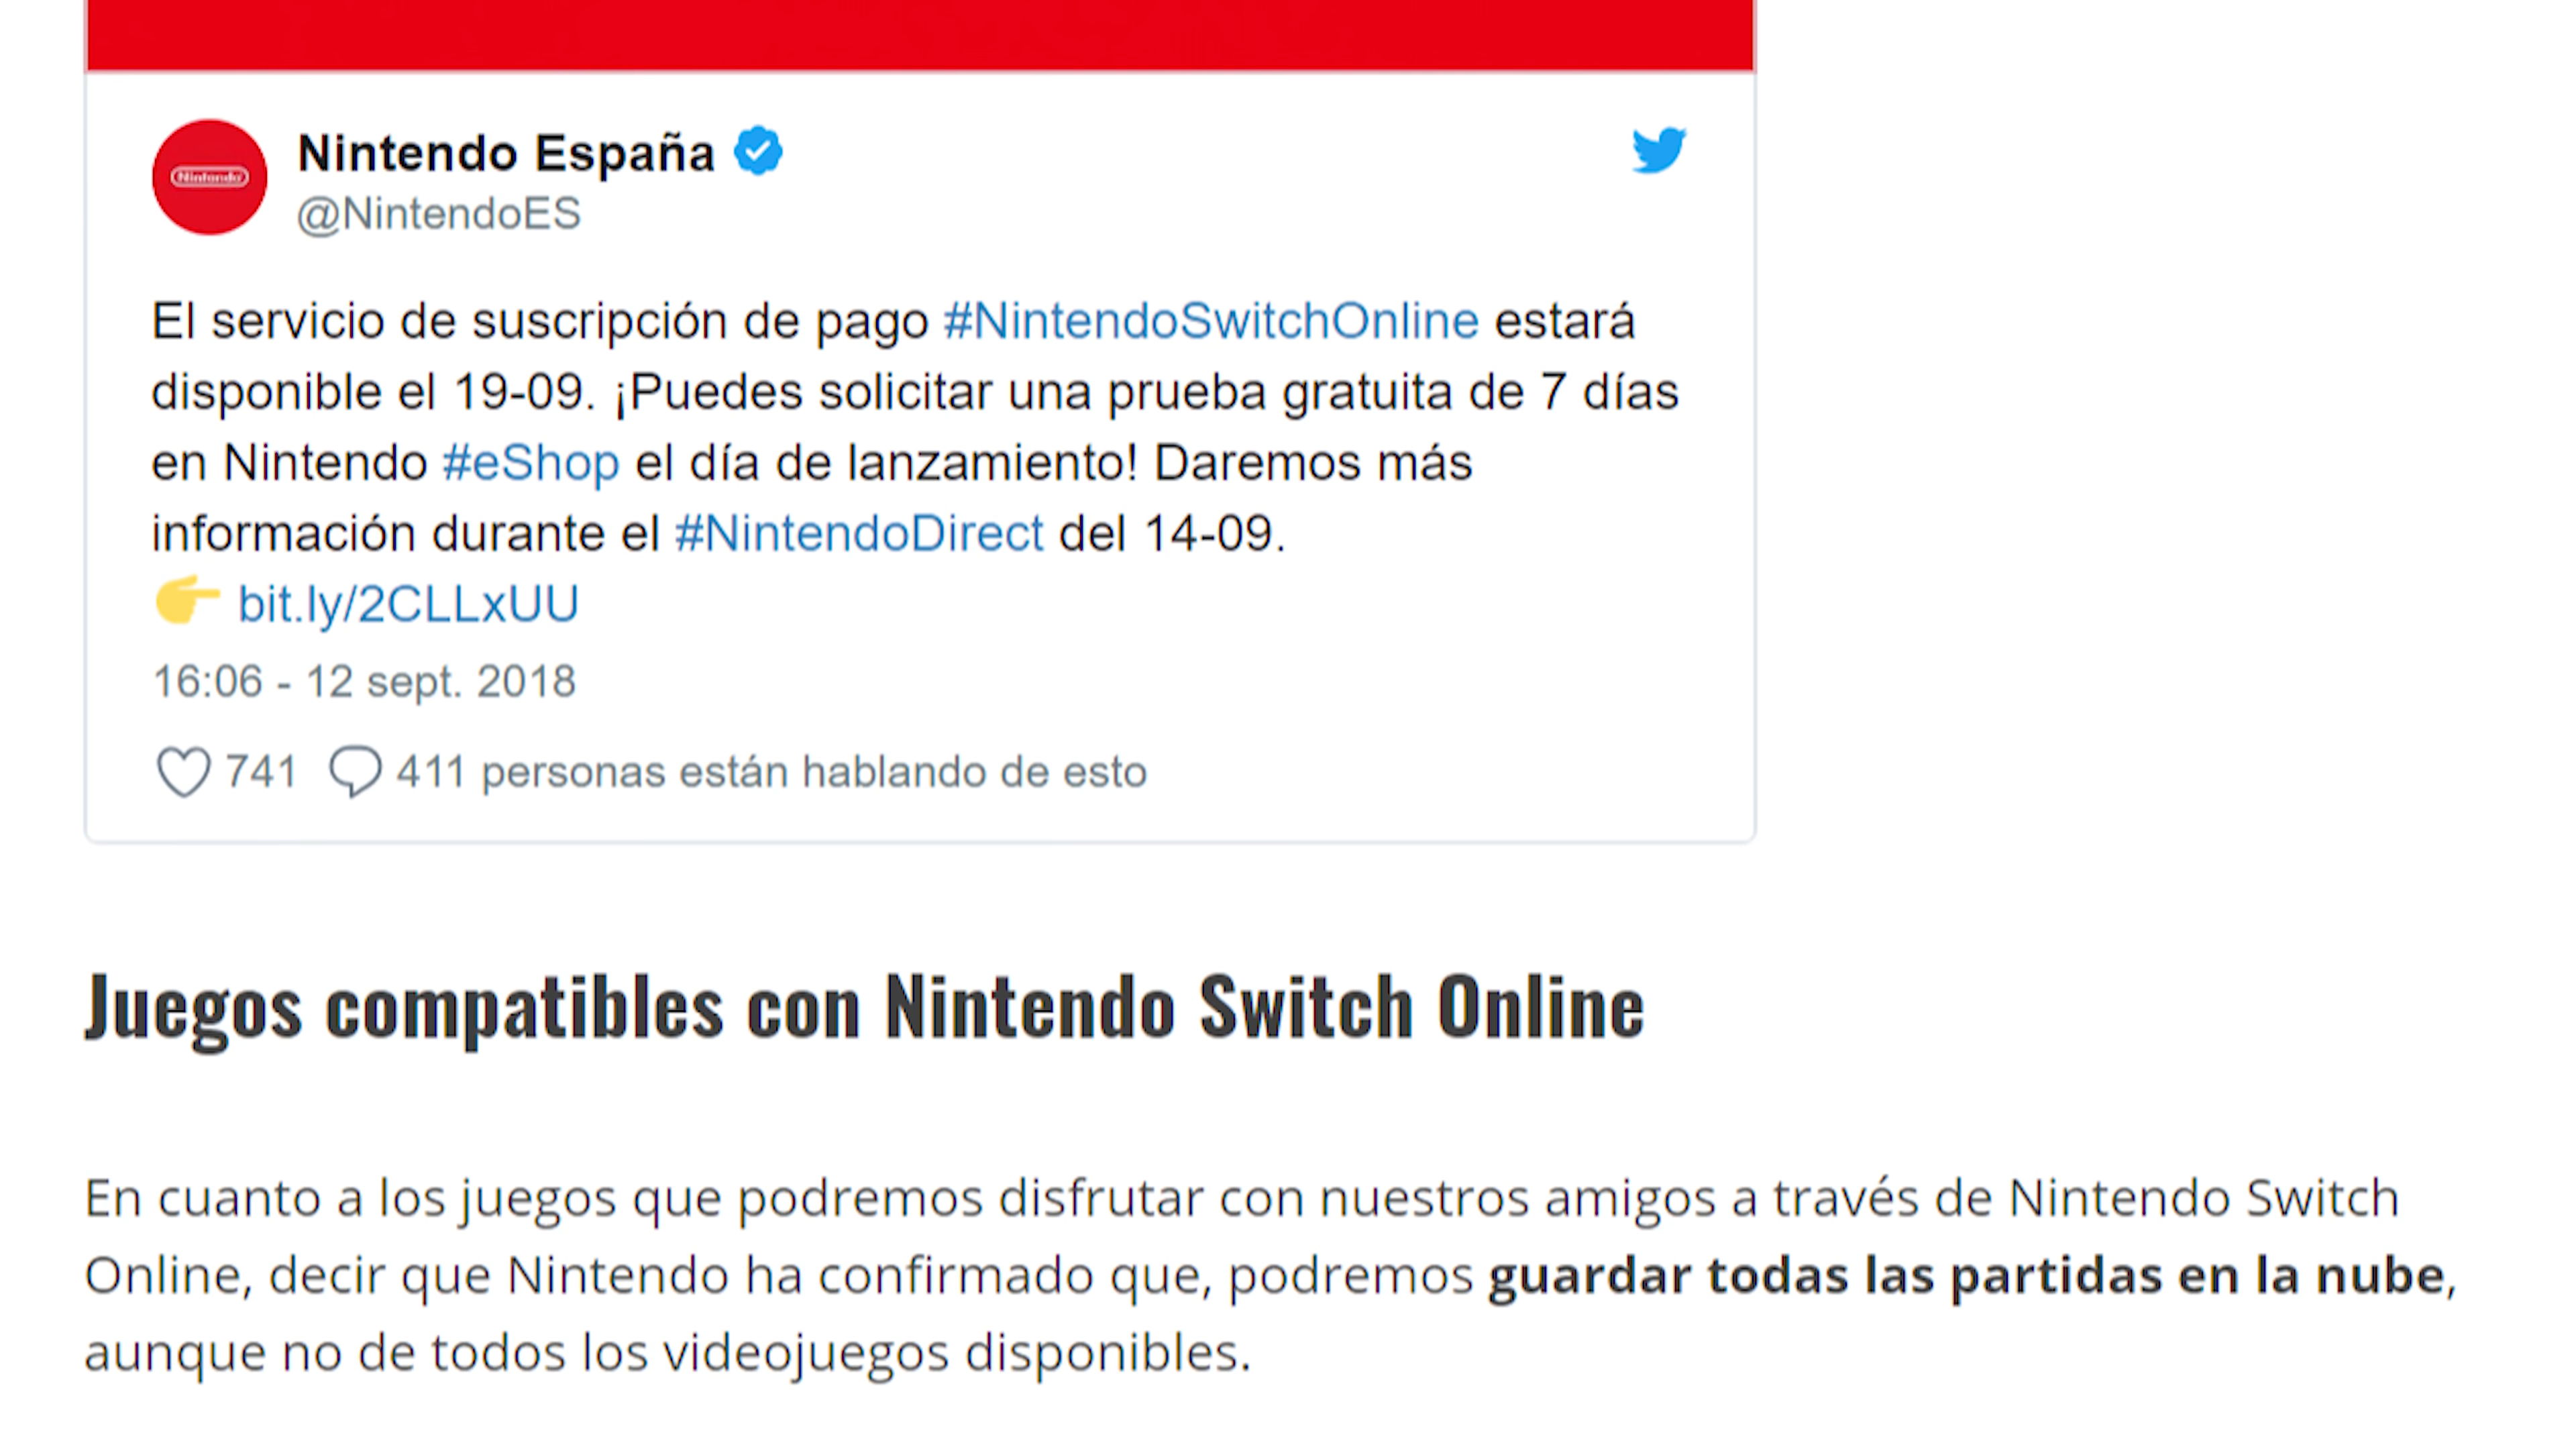 Nintendo España
@NintendoES
Nintendo
El servicio de suscripción de pago #NintendoSwitchOnline estará
disponible el 19-09. ¡Puedes solicitar una prueba gratuita de 7 días
en Nintendo #eShop el día de lanzamiento! Daremos más
información durante el #NintendoDirect del 14-09.
👉 bit.ly/2CLLxUU
16:06 - 12 sept. 2018
741 411 personas están hablando de esto
Juegos compatibles con Nintendo Switch Online
En cuanto a los juegos que podremos disfrutar con nuestros amigos a través de Nintendo Switch
Online, decir que Nintendo ha confirmado que, podremos guardar todas las partidas en la nube,
aunque no de todos los videojuegos disponibles.